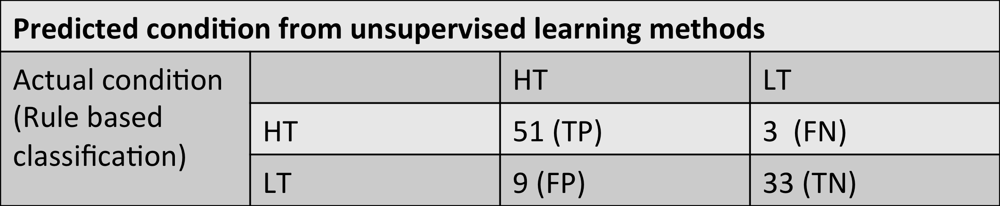 Predicted condition from unsupervised learning methods
Actual condition
(Rule based
classification)
HT LT
HT 51 (TP) 3 (FN)
LT 9 (FP) 33 (TN)